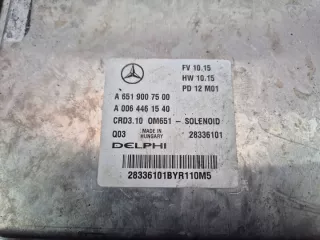 FV 10.15
HW 10.15
PD 12 M01
A 651 900 75 00
A 006 446 15 40
CRD3.10 OM651 - SOLENOID
Q03 MADE IN HUNGARY 28336101
DELPHI
28336101BYR110M5